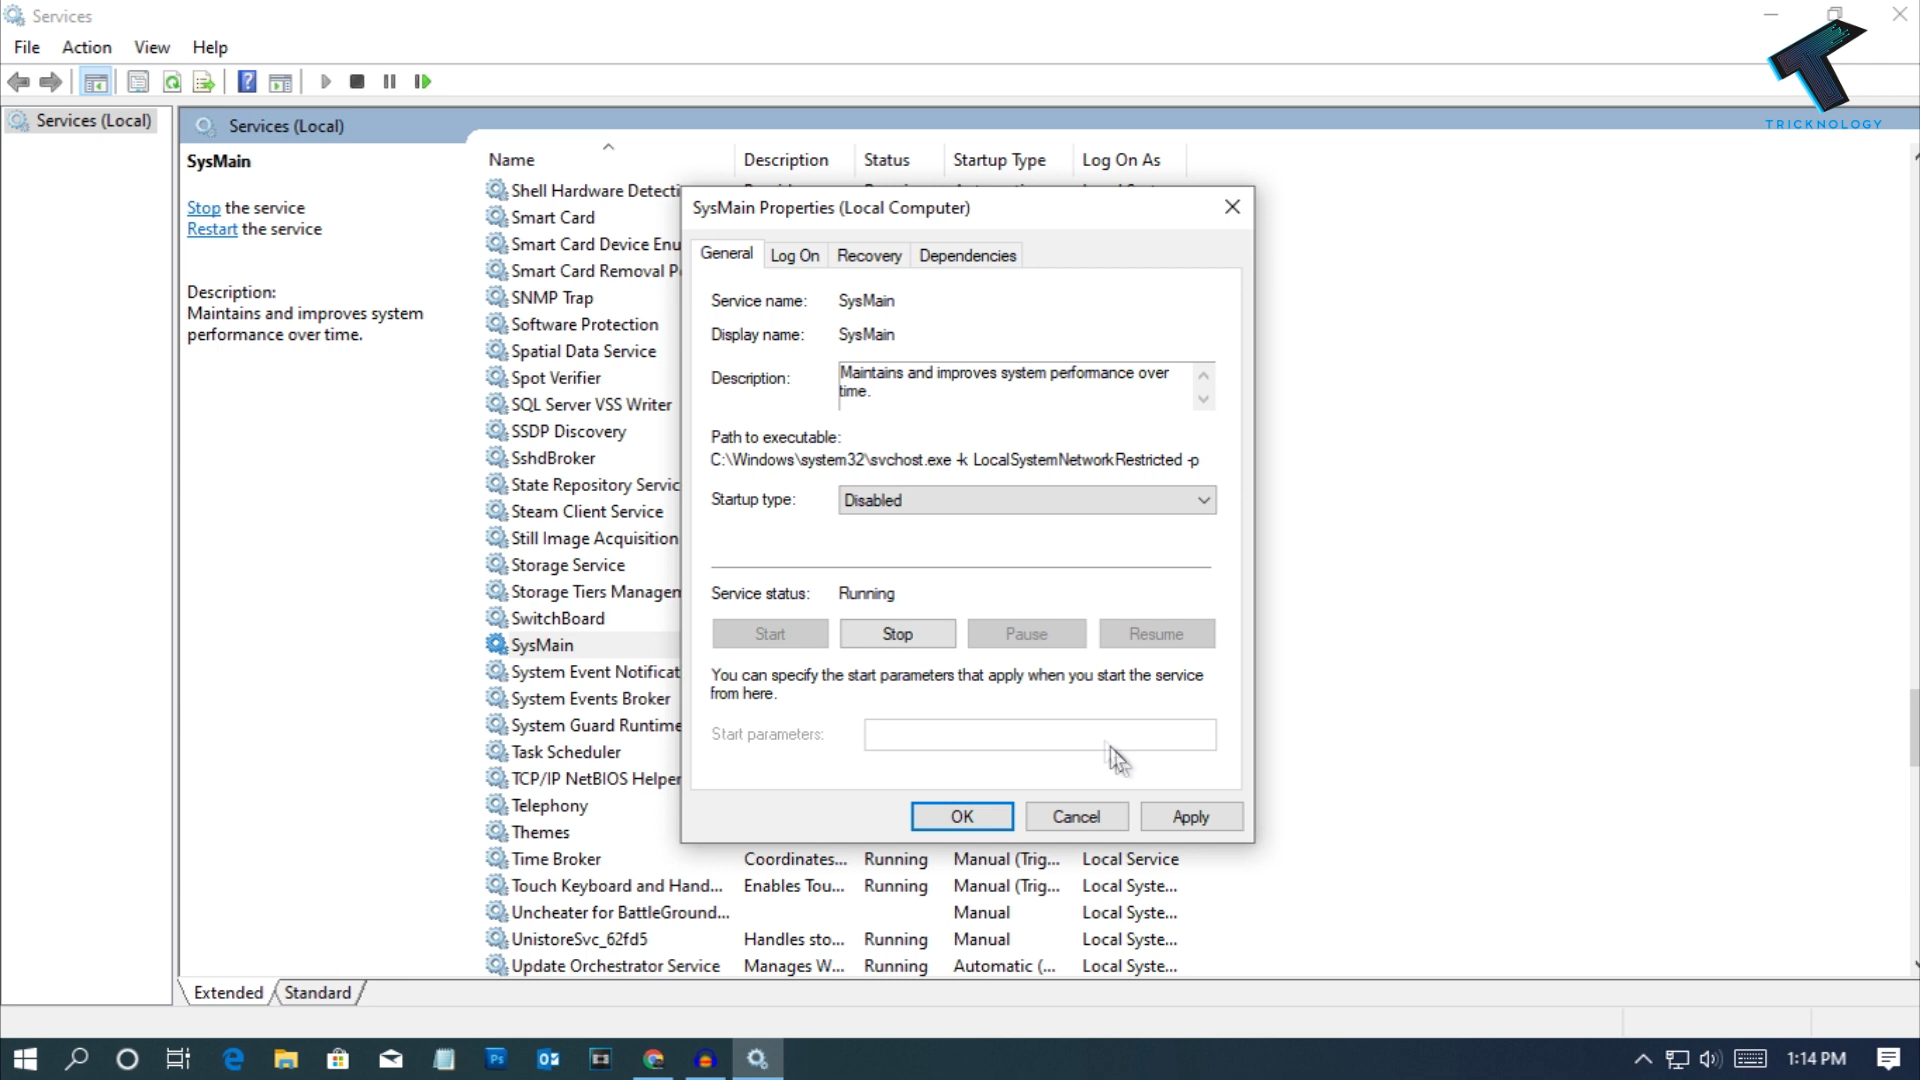 Services
File Action View Help
TRICKNOLOGY
Services (Local)
Services (Local)
SysMain
Stop the service
Restart the service
Description:
Maintains and improves system
performance over time.
Name Description Status Startup Type Log On As
Shell Hardware Detecti
Smart Card
Smart Card Device Enu
Smart Card Removal P
SNMP Trap
Software Protection
Spatial Data Service
Spot Verifier
SQL Server VSS Writer
SSDP Discovery
SshdBroker
State Repository Servic
Steam Client Service
Still Image Acquisition
Storage Service
Storage Tiers Managem
SwitchBoard
SysMain
System Event Notificat
System Events Broker
System Guard Runtime
Task Scheduler
TCP/IP NetBIOS Helper
Telephony
Themes
Time Broker Coordinates... Running Manual (Trig... Local Service
Touch Keyboard and Hand... Enables Tou... Running Manual (Trig... Local Syste...
Uncheater for BattleGround... Manual Local Syste...
UnistoreSvc_62fd5 Handles sto... Running Manual Local Syste...
Update Orchestrator Service Manages W... Running Automatic (... Local Syste...
SysMain Properties (Local Computer)
General Log On Recovery Dependencies
Service name: SysMain
Display name: SysMain
Description: Maintains and improves system performance over
time.
Path to executable:
C:\Windows\system32\svchost.exe -k LocalSystemNetworkRestricted -p
Startup type: Disabled
Service status: Running
Start Stop Pause Resume
You can specify the start parameters that apply when you start the service
from here.
Start parameters:
OK Cancel Apply
Extended Standard
Ps
1:14 PM